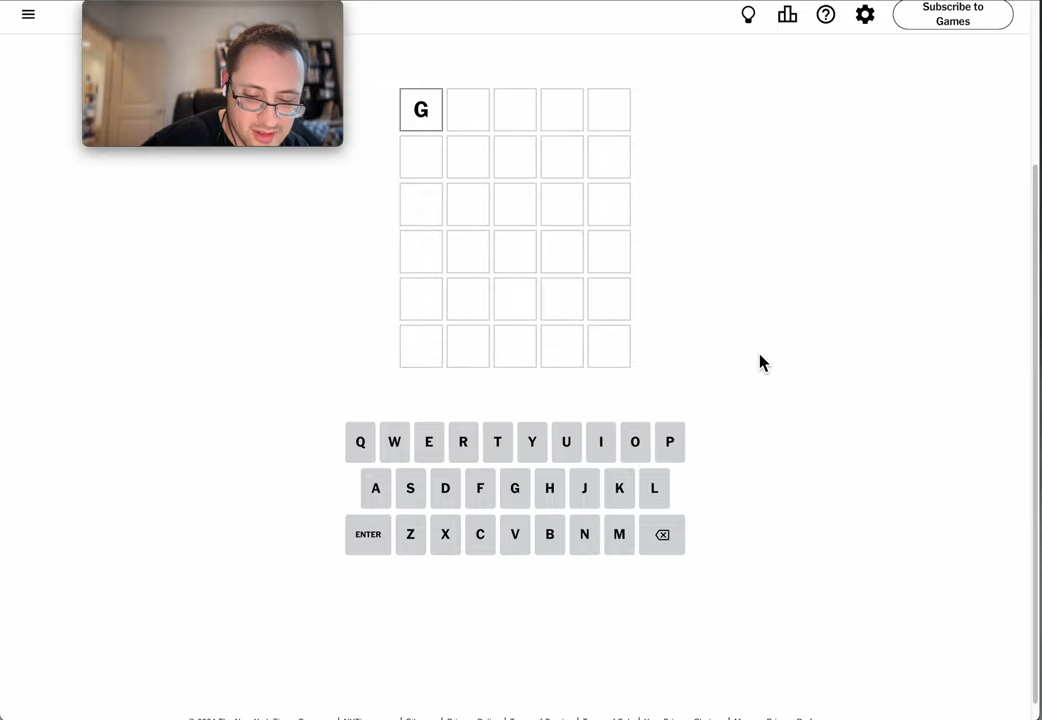 Subscribe to
Games
G
Q W E R T Y U I O P
A S D F G H J K L
ENTER Z X C V B N M